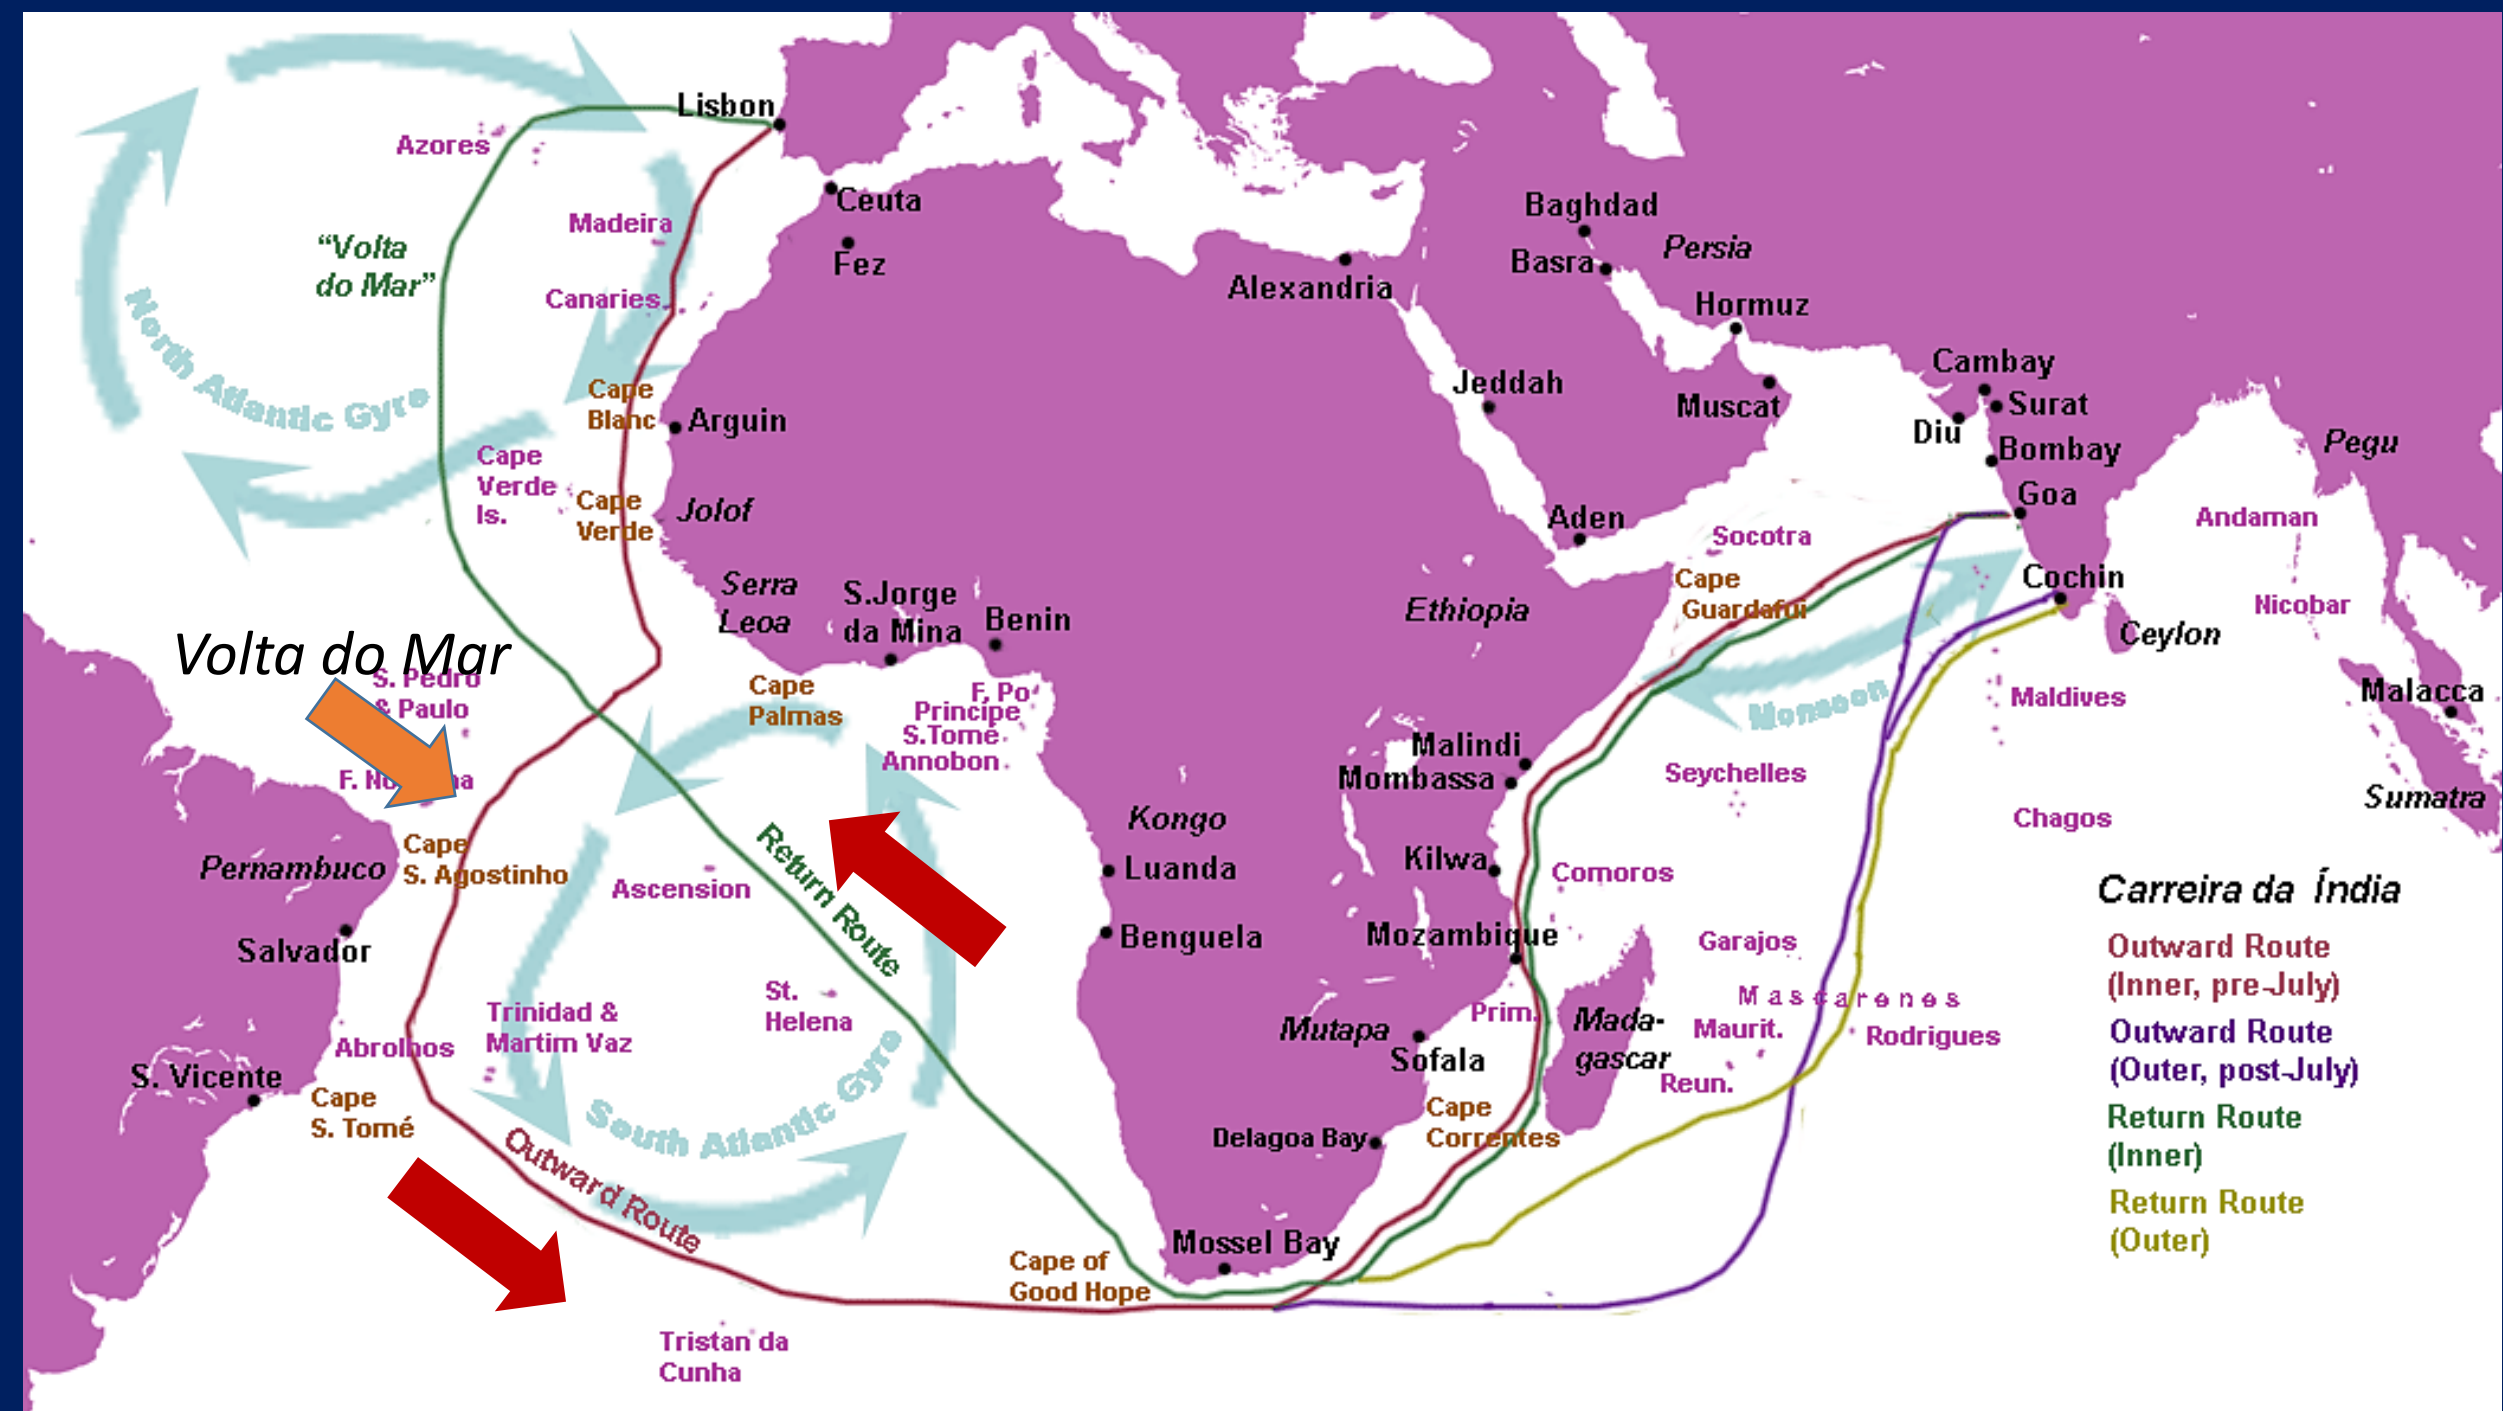 Lisbon
Azores
Ceuta
Madeira
Fez
“Volta
do Mar”
Canaries
North Atlantic Gyre
Cape
Blanc
Arguin
Cape
Verde
Is.
Cape
Verde
Jolof
Serra
Leoa
S.Jorge
da Mina
Benin
Baghdad
Basra
Persia
Alexandria
Hormuz
Jeddah
Muscat
Cambay
Surat
Diu
Bombay
Goa
Pegu
Aden
Socotra
Andaman
Cape
Guardafui
Cochin
Nicobar
Ethiopia
Ceylon
Monsoon
Maldives
Malacca
Volta do Mar
S. Pedro
& Paulo
F.
Cape
Palmas
F, Po
Principe
S.Tome
Annobon
Malindi
Mombassa
Seychelles
Sumatra
Chagos
Kongo
Luanda
Kilwa
Comoros
Cape
S. Agostinho
Pernambuco
Ascension
Return Route
Benguela
Mozambique
Garajos
Salvador
St.
Helena
Mascarenes
Trinidad &
Martim Vaz
Prim.
Mada-
gascar
Maurit.
Rodrigues
Mutapa
Sofala
Reun.
Abrolhos
S. Vicente
Cape
S. Tomé
South Atlantic Gyre
Outward Route
Delagoa Bay
Cape
Correntes
Mossel Bay
Cape of
Good Hope
Tristan da
Cunha
Carreira da Índia
Outward Route
(Inner, pre-July)
Outward Route
(Outer, post-July)
Return Route
(Inner)
Return Route
(Outer)